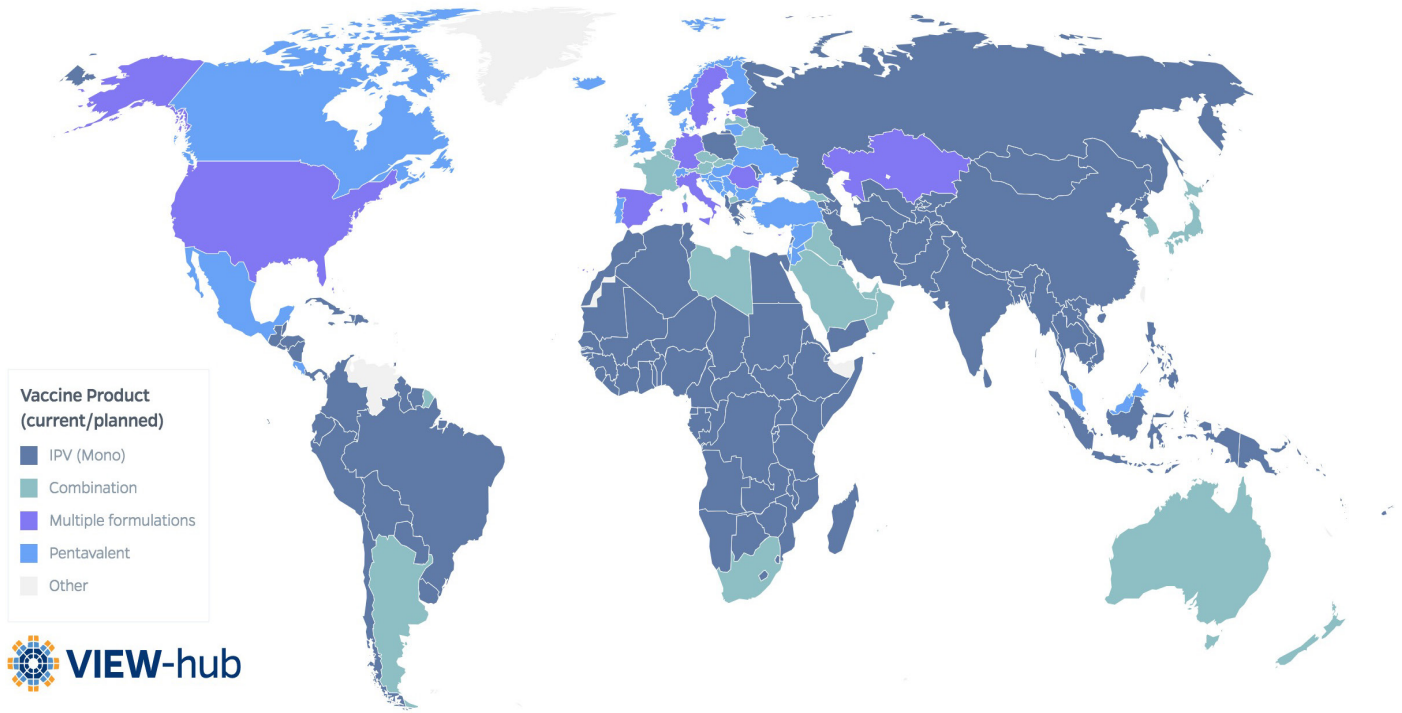 Vaccine Product
(current/planned)
IPV (Mono)
Combination
Multiple formulations
Pentavalent
Other
VIEW-hub